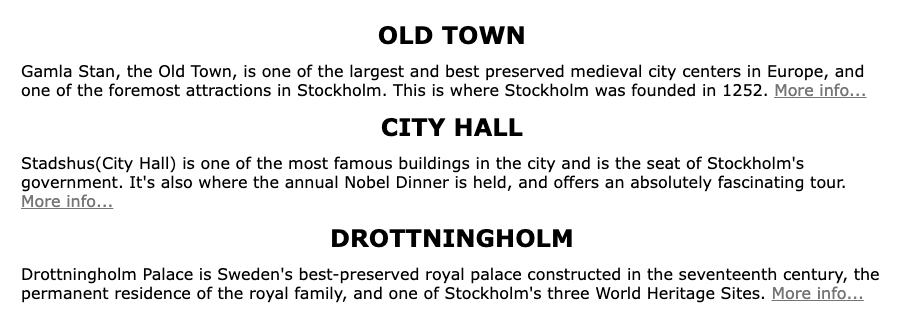 OLD TOWN
Gamla Stan, the Old Town, is one of the largest and best preserved medieval city centers in Europe, and
one of the foremost attractions in Stockholm. This is where Stockholm was founded in 1252. More info...
CITY HALL
Stadshus(City Hall) is one of the most famous buildings in the city and is the seat of Stockholm's
government. It's also where the annual Nobel Dinner is held, and offers an absolutely fascinating tour.
More info...
DROTTNINGHOLM
Drottningholm Palace is Sweden's best-preserved royal palace constructed in the seventeenth century, the
permanent residence of the royal family, and one of Stockholm's three World Heritage Sites. More info...